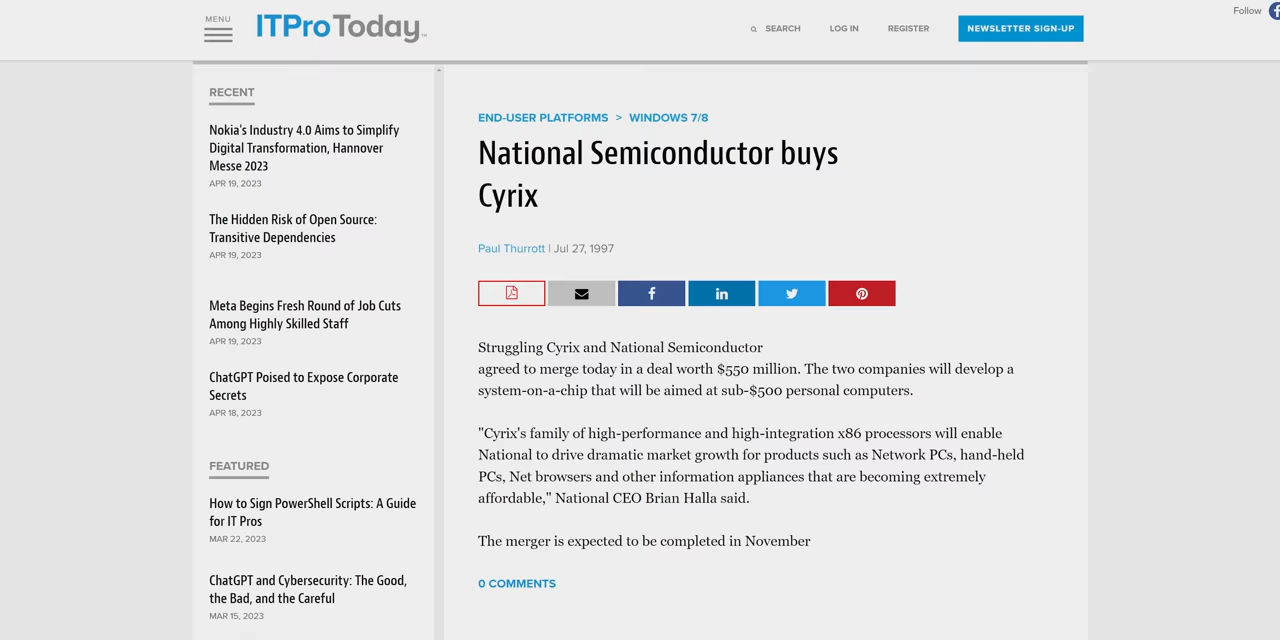 MENU
ITProToday™
SEARCH
LOG IN
REGISTER
NEWSLETTER SIGN-UP
Follow
RECENT
Nokia's Industry 4.0 Aims to Simplify
Digital Transformation, Hannover
Messe 2023
APR 19, 2023
The Hidden Risk of Open Source:
Transitive Dependencies
APR 19, 2023
Meta Begins Fresh Round of Job Cuts
Among Highly Skilled Staff
APR 19, 2023
ChatGPT Poised to Expose Corporate
Secrets
APR 18, 2023
FEATURED
How to Sign PowerShell Scripts: A Guide
for IT Pros
MAR 22, 2023
ChatGPT and Cybersecurity: The Good,
the Bad, and the Careful
MAR 15, 2023
END-USER PLATFORMS > WINDOWS 7/8
National Semiconductor buys
Cyrix
Paul Thurrott | Jul 27, 1997
Struggling Cyrix and National Semiconductor
agreed to merge today in a deal worth $550 million. The two companies will develop a
system-on-a-chip that will be aimed at sub-$500 personal computers.
"Cyrix's family of high-performance and high-integration x86 processors will enable
National to drive dramatic market growth for products such as Network PCs, hand-held
PCs, Net browsers and other information appliances that are becoming extremely
affordable," National CEO Brian Halla said.
The merger is expected to be completed in November
0 COMMENTS